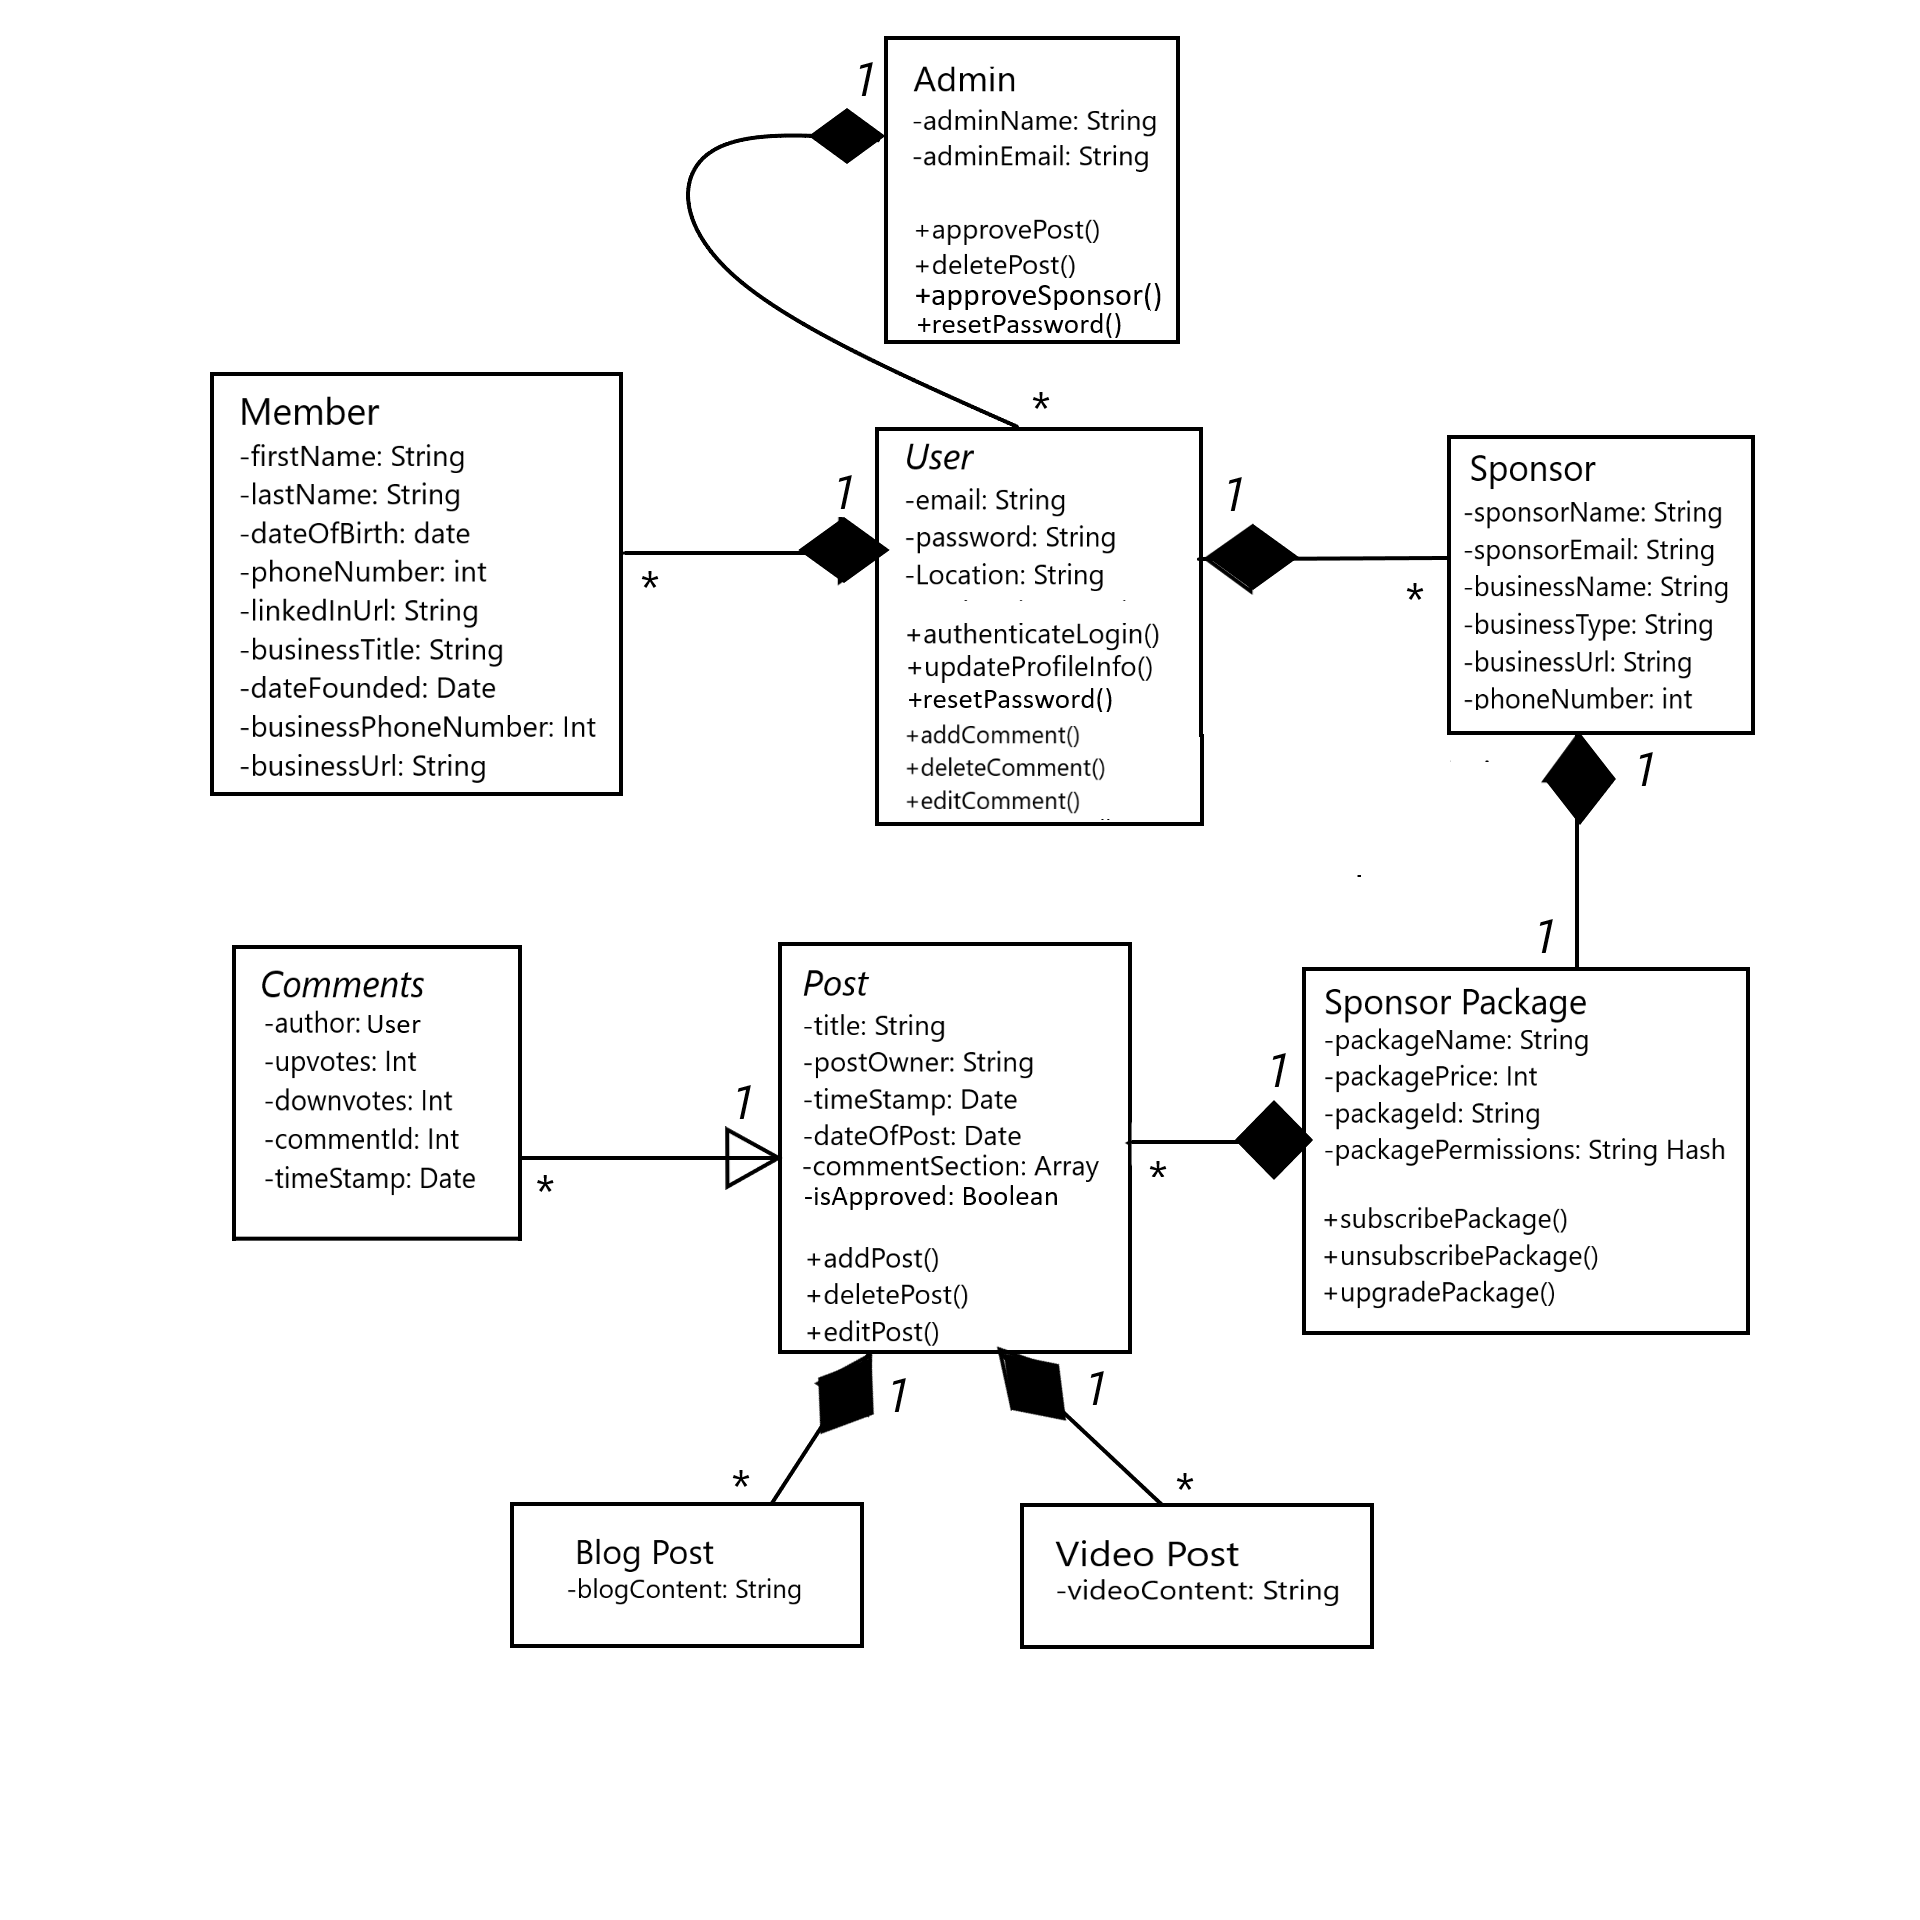 1
Admin
-adminName: String
-adminEmail: String
+approvePost()
+deletePost()
+approveSponsor()
+resetPassword()
*
Member
-firstName: String
-lastName: String
-dateOfBirth: date
-phoneNumber: int
-linkedInUrl: String
-businessTitle: String
-dateFounded: Date
-businessPhoneNumber: Int
-businessUrl: String
*
1
User
-email: String
-password: String
-Location: String
+authenticateLogin()
+updateProfileInfo()
+resetPassword()
+addComment()
+deleteComment()
+editComment()
1
*
Sponsor
-sponsorName: String
-sponsorEmail: String
-businessName: String
-businessType: String
-businessUrl: String
-phoneNumber: int
1
1
Comments
-author: User
-upvotes: Int
-downvotes: Int
-commentId: Int
-timeStamp: Date
*
1
Post
-title: String
-postOwner: String
-timeStamp: Date
-dateOfPost: Date
-commentSection: Array
-isApproved: Boolean
+addPost()
+deletePost()
+editPost()
*
1
Sponsor Package
-packageName: String
-packagePrice: Int
-packageId: String
-packagePermissions: String Hash
+subscribePackage()
+unsubscribePackage()
+upgradePackage()
1
1
*
*
Blog Post
-blogContent: String
Video Post
-videoContent: String